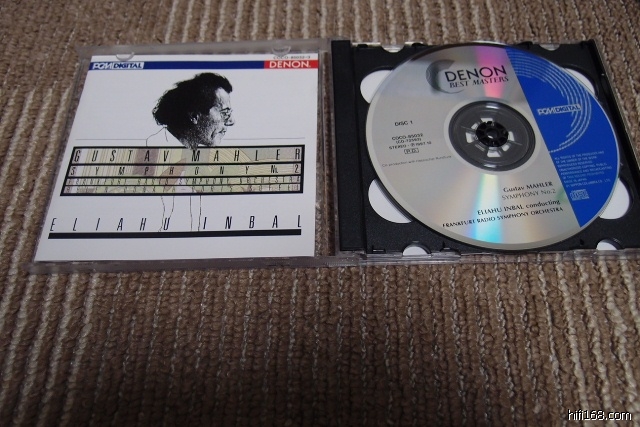 PCM DIGITAL
DENON
GUSTAV MAHLER
SYMPHONY No.2
ELIAHU INBAL
DENON
BEST MASTERS
DISC 1
PCM DIGITAL
Gustav MAHLER
SYMPHONY No.2
ELIAHU INBAL conducting
FRANKFURT RADIO SYMPHONY ORCHESTRA
hifi168.com